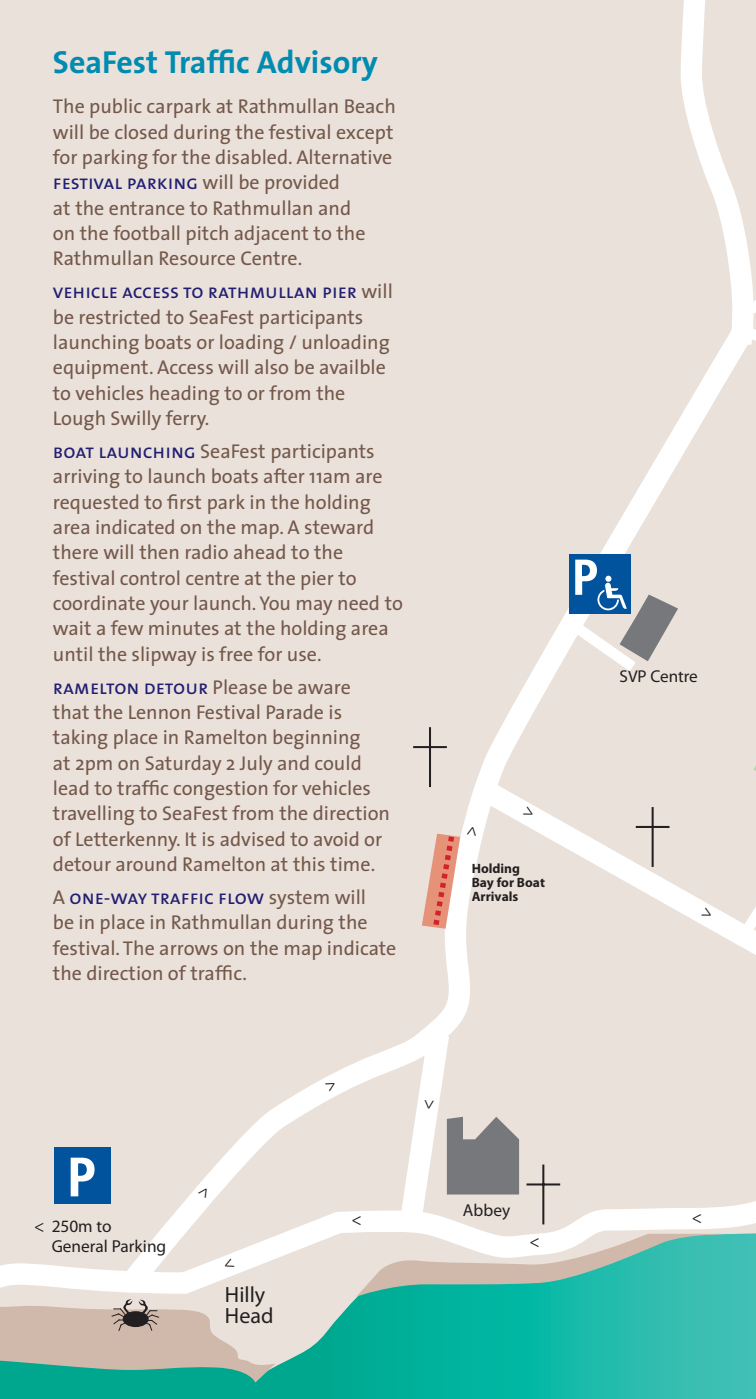 SeaFest Traffic Advisory
The public carpark at Rathmullan Beach
will be closed during the festival except
for parking for the disabled. Alternative
FESTIVAL PARKING will be provided
at the entrance to Rathmullan and
on the football pitch adjacent to the
Rathmullan Resource Centre.
VEHICLE ACCESS TO RATHMULLAN PIER will
be restricted to SeaFest participants
launching boats or loading / unloading
equipment. Access will also be availble
to vehicles heading to or from the
Lough Swilly ferry.
BOAT LAUNCHING SeaFest participants
arriving to launch boats after 11am are
requested to first park in the holding
area indicated on the map. A steward
there will then radio ahead to the
festival control centre at the pier to
coordinate your launch. You may need to
wait a few minutes at the holding area
until the slipway is free for use.
RAMELTON DETOUR Please be aware
that the Lennon Festival Parade is
taking place in Ramelton beginning
at 2pm on Saturday 2 July and could
lead to traffic congestion for vehicles
travelling to SeaFest from the direction
of Letterkenny. It is advised to avoid or
detour around Ramelton at this time.
A ONE-WAY TRAFFIC FLOW system will
be in place in Rathmullan during the
festival. The arrows on the map indicate
the direction of traffic.
P
SVP Centre
Holding
Bay for Boat
Arrivals
P
< 250m to
General Parking
Abbey
Hilly
Head